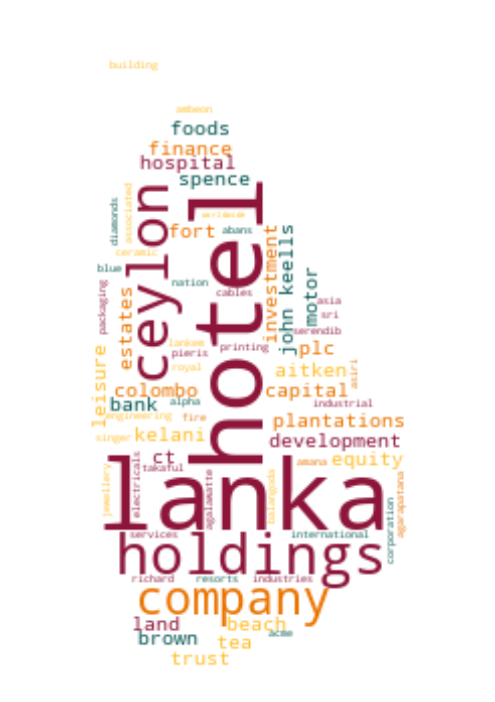 building
ambeon
foods
finance
hospital
spence
ceylon
hotel
diamonds
associated
worldwide
fort
abans
ceramic
blue
nation
cables
investment
john keells
motor
packaging
estates
asia
sri
serendib
lankem
pieris
printing
plc
royal
leisure
aitken
asiri
colombo
capital
bank
alpha
industrial
engineering
fire
plantations
singer
kelani
development
ct
takaful
amana
equity
jewellery
electricals
lanka
agalawatte
balangoda
agarapatana
corporation
services
international
holdings
richard
resorts
industries
company
land
beach
acme
brown
tea
trust